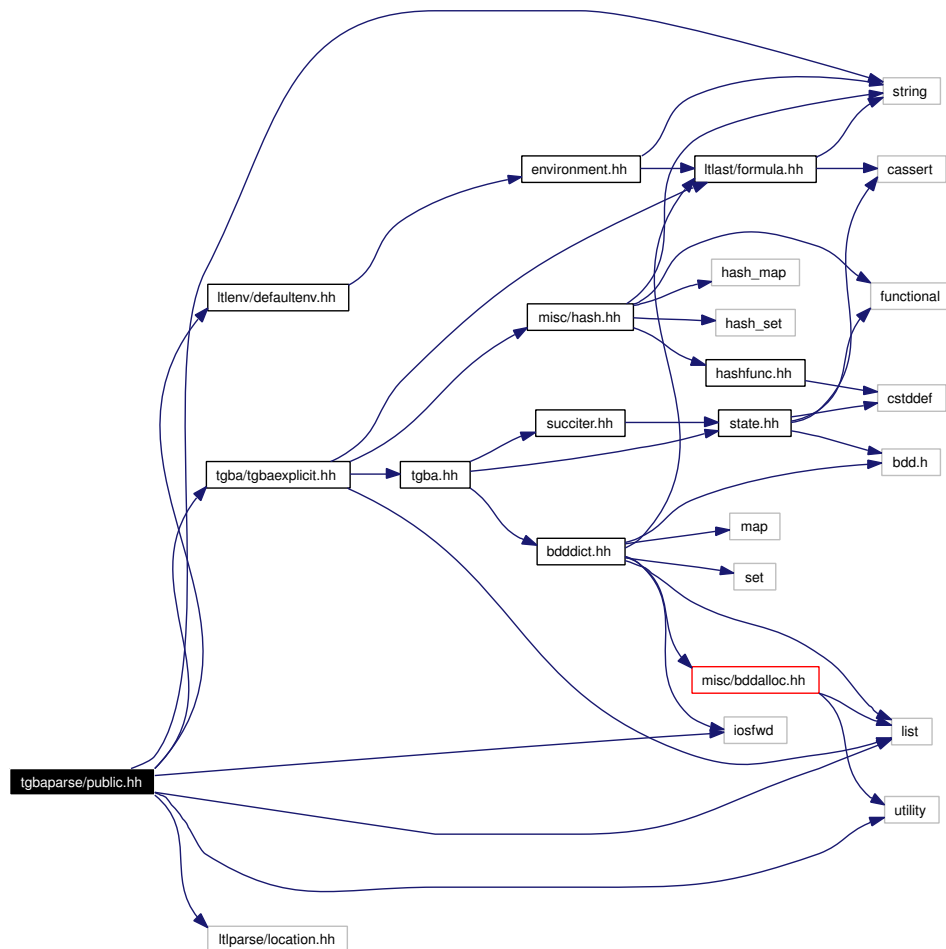 string
environment.hh
ltlast/formula.hh
cassert
hash_map
ltlenv/defaultenv.hh
functional
misc/hash.hh
hash_set
hashfunc.hh
cstddef
succiter.hh
state.hh
tgba/tgbaexplicit.hh
tgba.hh
bdd.h
map
bdddict.hh
set
misc/bddalloc.hh
iosfwd
list
tgbaparse/public.hh
utility
ltlparse/location.hh